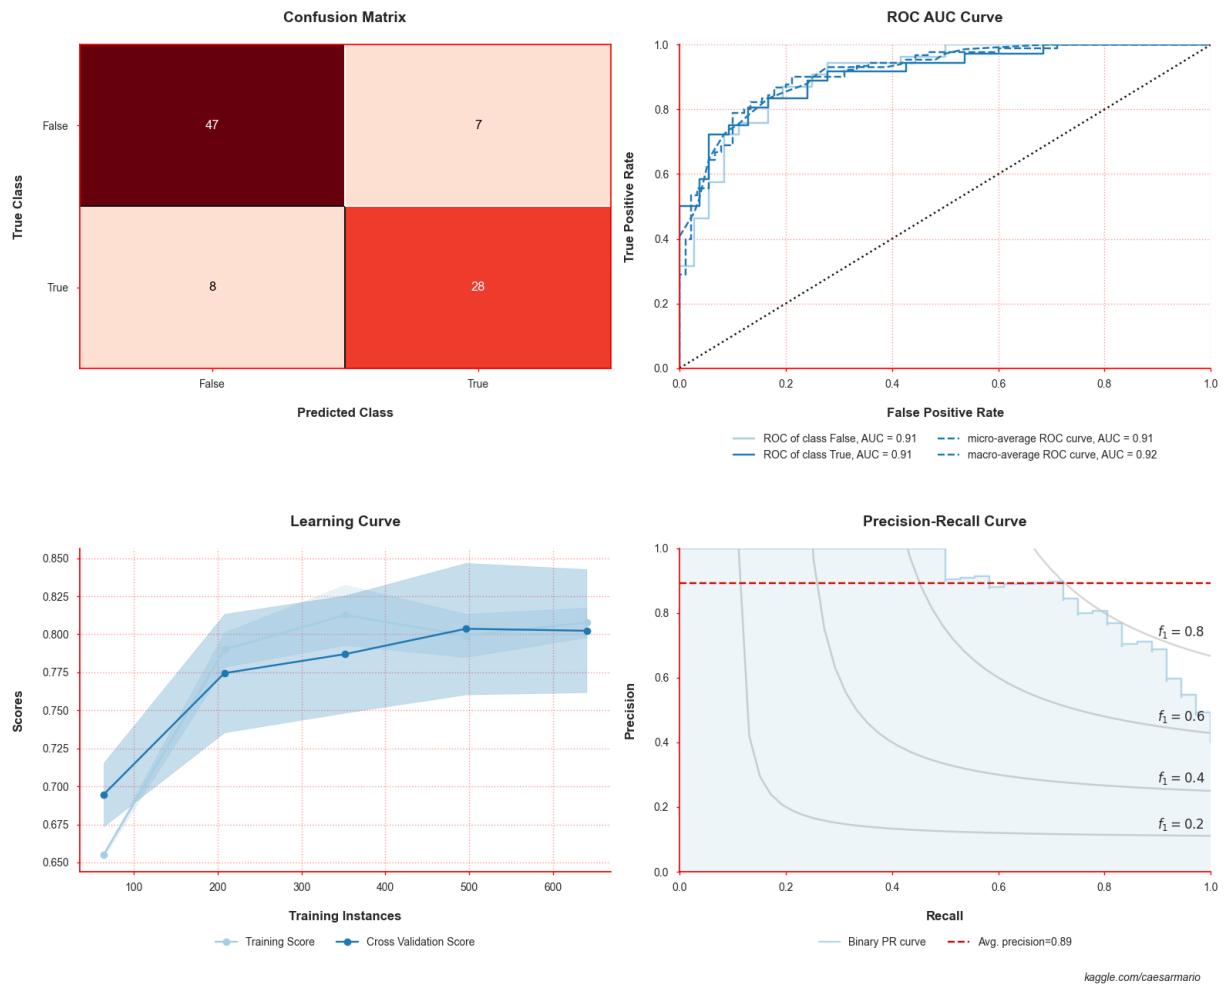 Confusion Matrix
True Class
False
True
47
7
8
28
False
True
Predicted Class
ROC AUC Curve
True Positive Rate
1.0
0.8
0.6
0.4
0.2
0.0
0.0
0.2
0.4
0.6
0.8
1.0
False Positive Rate
ROC of class False, AUC = 0.91
ROC of class True, AUC = 0.91
micro-average ROC curve, AUC = 0.91
macro-average ROC curve, AUC = 0.92
Learning Curve
Scores
0.850
0.825
0.800
0.775
0.750
0.725
0.700
0.675
0.650
100
200
300
400
500
600
Training Instances
Training Score
Cross Validation Score
Precision-Recall Curve
Precision
1.0
0.8
0.6
0.4
0.2
0.0
f₁ = 0.8
f₁ = 0.6
f₁ = 0.4
f₁ = 0.2
0.0
0.2
0.4
0.6
0.8
1.0
Recall
Binary PR curve
Avg. precision=0.89
kaggle.com/caesarmario